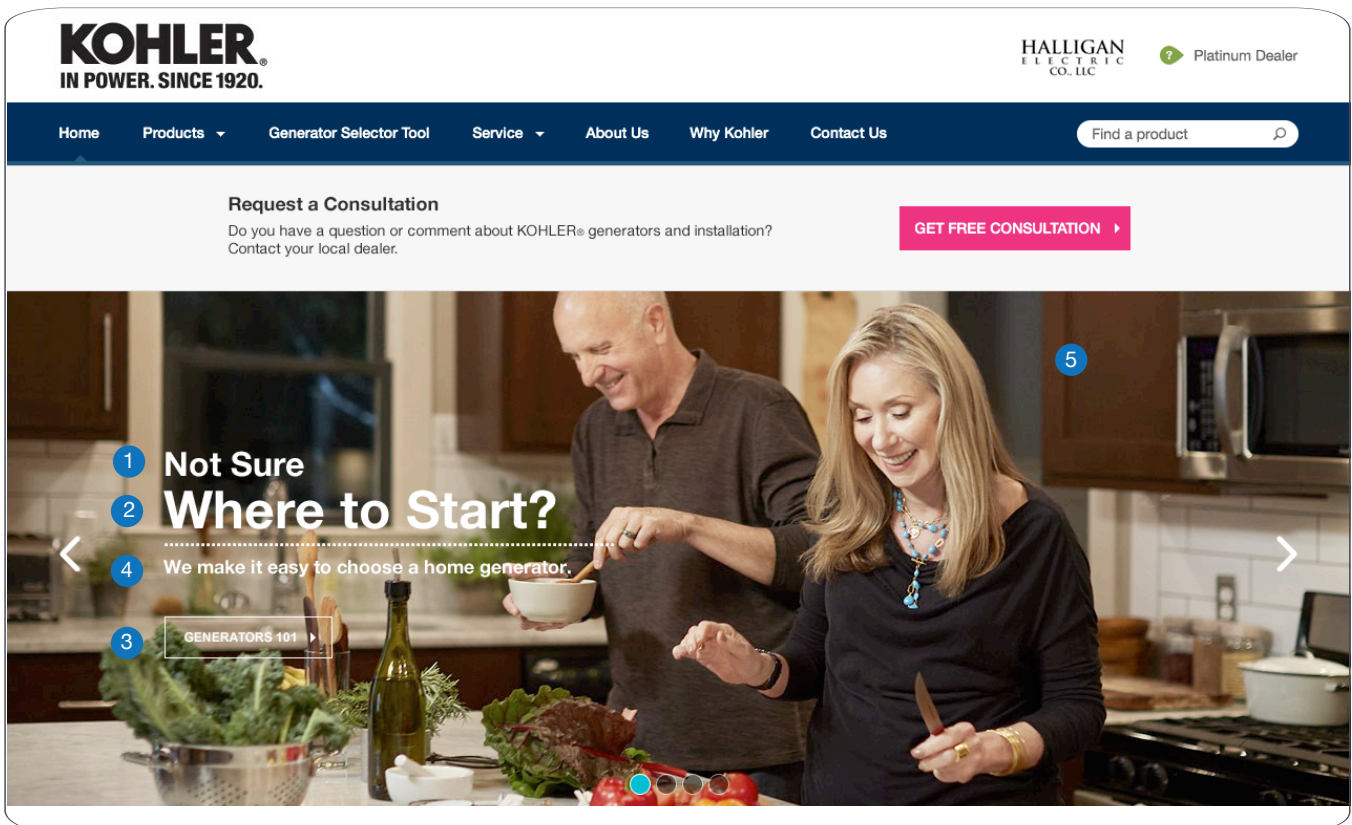 KOHLER®
IN POWER. SINCE 1920.
HALLIGAN
ELECTRIC
CO., LLC
? Platinum Dealer
Home Products Generator Selector Tool Service About Us Why Kohler Contact Us Find a product
Request a Consultation
Do you have a question or comment about KOHLER® generators and installation?
Contact your local dealer.
GET FREE CONSULTATION
5
1 Not Sure
2 Where to Start?
4 We make it easy to choose a home generator.
3 GENERATORS 101